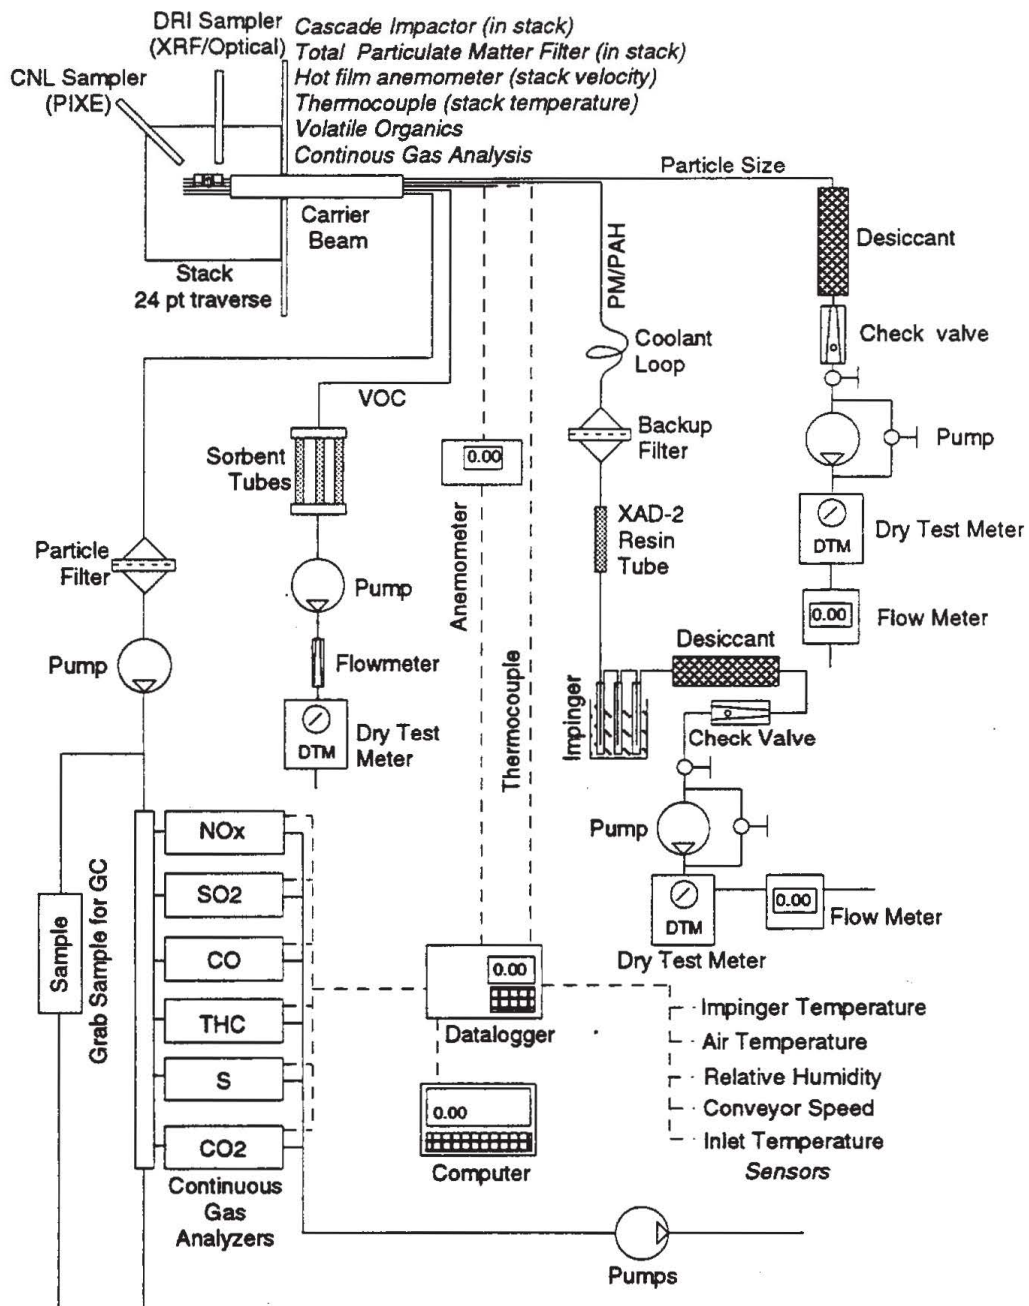 DRI Sampler
(XRF/Optical)
CNL Sampler
(PIXE)
Cascade Impactor (in stack)
Total Particulate Matter Filter (in stack)
Hot film anemometer (stack velocity)
Thermocouple (stack temperature)
Volatile Organics
Continous Gas Analysis
Carrier
Beam
Stack
24 pt traverse
Particle Size
Desiccant
Check valve
Pump
DTM
Dry Test Meter
0.00
Flow Meter
PM/PAH
Coolant
Loop
Backup
Filter
XAD-2
Resin
Tube
Impinger
Desiccant
Check Valve
Pump
DTM
Dry Test Meter
0.00
Flow Meter
VOC
Sorbent
Tubes
Pump
Flowmeter
DTM
Dry Test
Meter
0.00
Anemometer
Thermocouple
Particle
Filter
Pump
Sample
Grab Sample for GC
NOx
SO2
CO
THC
S
CO2
Continuous
Gas
Analyzers
0.00
Datalogger
0.00
Computer
Impinger Temperature
Air Temperature
Relative Humidity
Conveyor Speed
Inlet Temperature
Sensors
Pumps